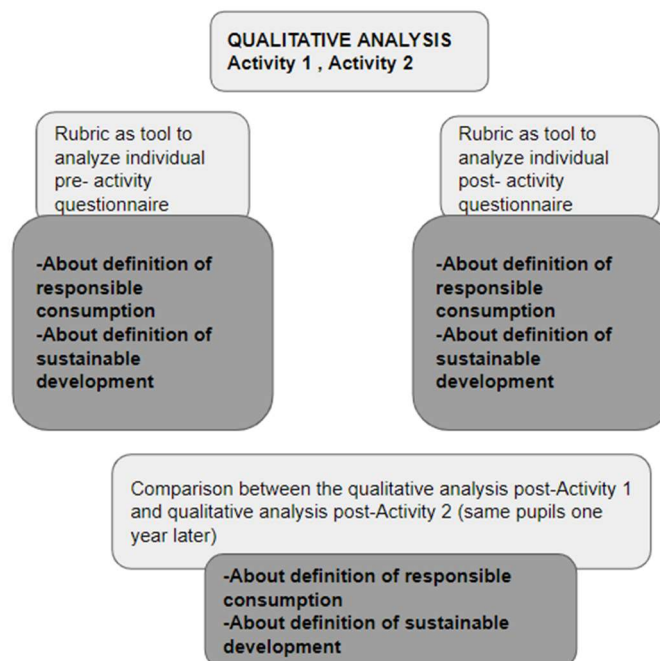 QUALITATIVE ANALYSIS
Activity 1 , Activity 2
Rubric as tool to
analyze individual
pre- activity
questionnaire
-About definition of
responsible
consumption
-About definition of
sustainable
development
Rubric as tool to
analyze individual
post- activity
questionnaire
-About definition of
responsible
consumption
-About definition of
sustainable
development
Comparison between the qualitative analysis post-Activity 1
and qualitative analysis post-Activity 2 (same pupils one
year later)
-About definition of responsible
consumption
-About definition of sustainable
development